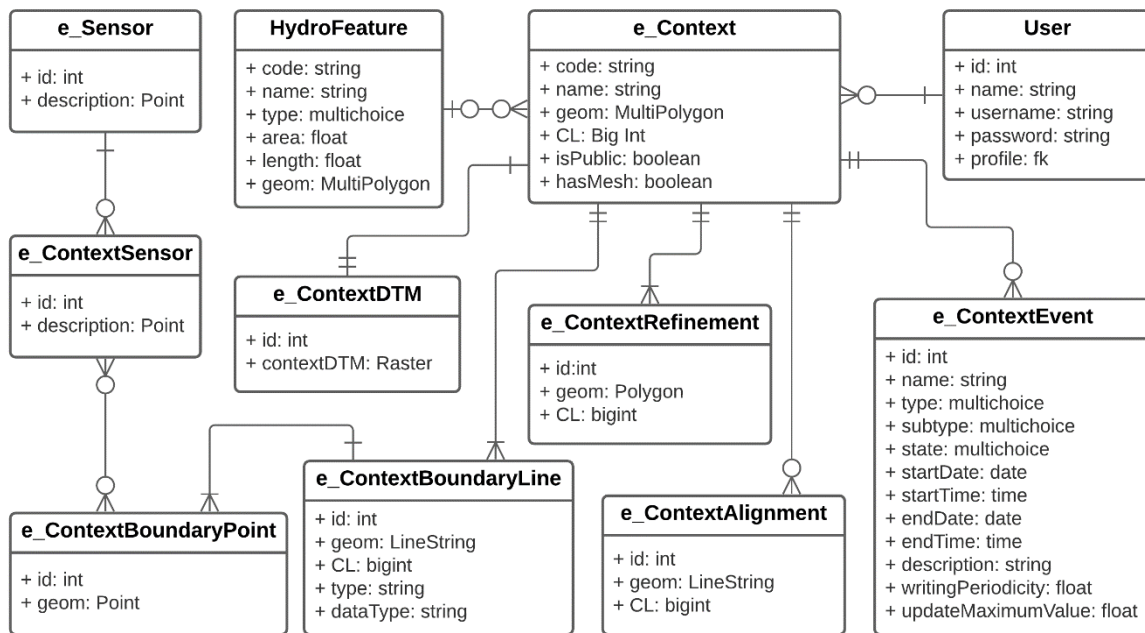 e_Sensor
+ id: int
+ description: Point
HydroFeature
+ code: string
+ name: string
+ type: multichoice
+ area: float
+ length: float
+ geom: MultiPolygon
e_Context
+ code: string
+ name: string
+ geom: MultiPolygon
+ CL: Big Int
+ isPublic: boolean
+ hasMesh: boolean
User
+ id: int
+ name: string
+ username: string
+ password: string
+ profile: fk
e_ContextSensor
+ id: int
+ description: Point
e_ContextDTM
+ id: int
+ contextDTM: Raster
e_ContextRefinement
+ id:int
+ geom: Polygon
+ CL: bigint
e_ContextEvent
+ id: int
+ name: string
+ type: multichoice
+ subtype: multichoice
+ state: multichoice
+ startDate: date
+ startTime: time
+ endDate: date
+ endTime: time
+ description: string
+ writingPeriodicity: float
+ updateMaximumValue: float
e_ContextBoundaryPoint
+ id: int
+ geom: Point
e_ContextBoundaryLine
+ id: int
+ geom: LineString
+ CL: bigint
+ type: string
+ dataType: string
e_ContextAlignment
+ id: int
+ geom: LineString
+ CL: bigint